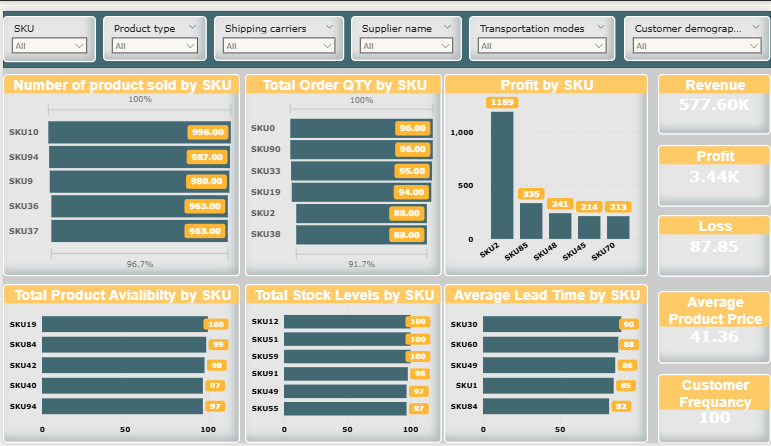 SKU
All
Product type
All
Shipping carriers
All
Supplier name
All
Transportation modes
All
Customer demograp...
All
Number of product sold by SKU
100%
SKU10 996.00
SKU94 987.00
SKU9 980.00
SKU36 963.00
SKU37 963.00
96.7%
Total Order QTY by SKU
100%
SKU0 96.00
SKU90 96.00
SKU33 95.00
SKU19 94.00
SKU2 88.00
SKU38 88.00
91.7%
Profit by SKU
1189
1,000
335
500
241
214
213
0
SKU2 SKU85 SKU48 SKU45 SKU70
Revenue
577.60K
Profit
3.44K
Loss
87.85
Total Product Avialibilty by SKU
SKU19 100
SKU84 99
SKU42 98
SKU40 97
SKU94 97
0 50 100
Total Stock Levels by SKU
SKU12 100
SKU51 100
SKU59 100
SKU91 98
SKU49 97
SKU55 97
0 50 100
Average Lead Time by SKU
SKU30 90
SKU60 88
SKU49 86
SKU1 85
SKU84 82
0 50
Average
Product Price
41.36
Customer
Frequancy
100